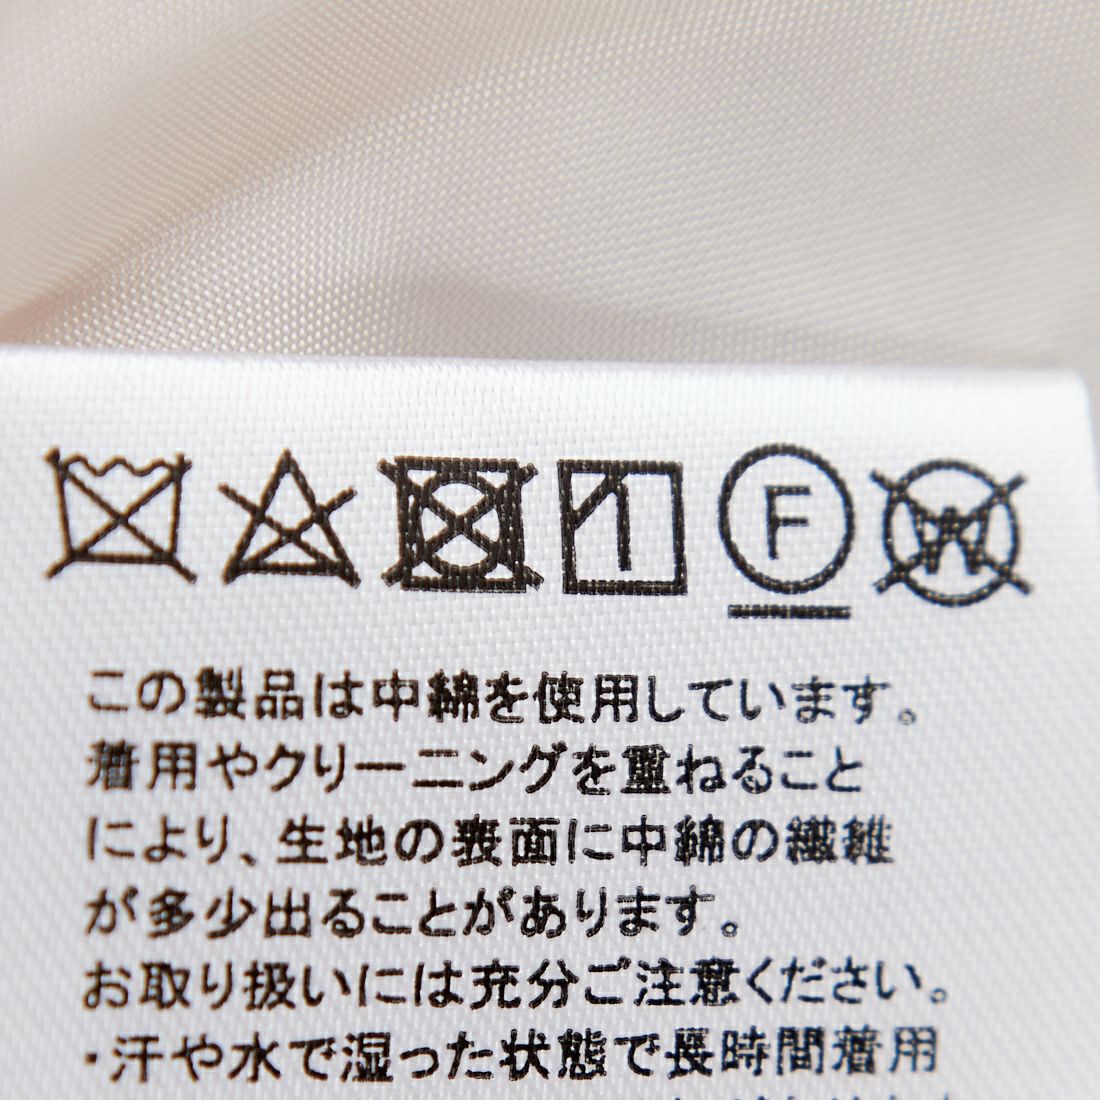 F W
この製品は中綿を使用しています。
着用やクリーニングを重ねること
により、生地の表面に中綿の繊維
が多少出ることがあります。
お取り扱いには充分ご注意ください。
・汗や水で湿った状態で長時間着用